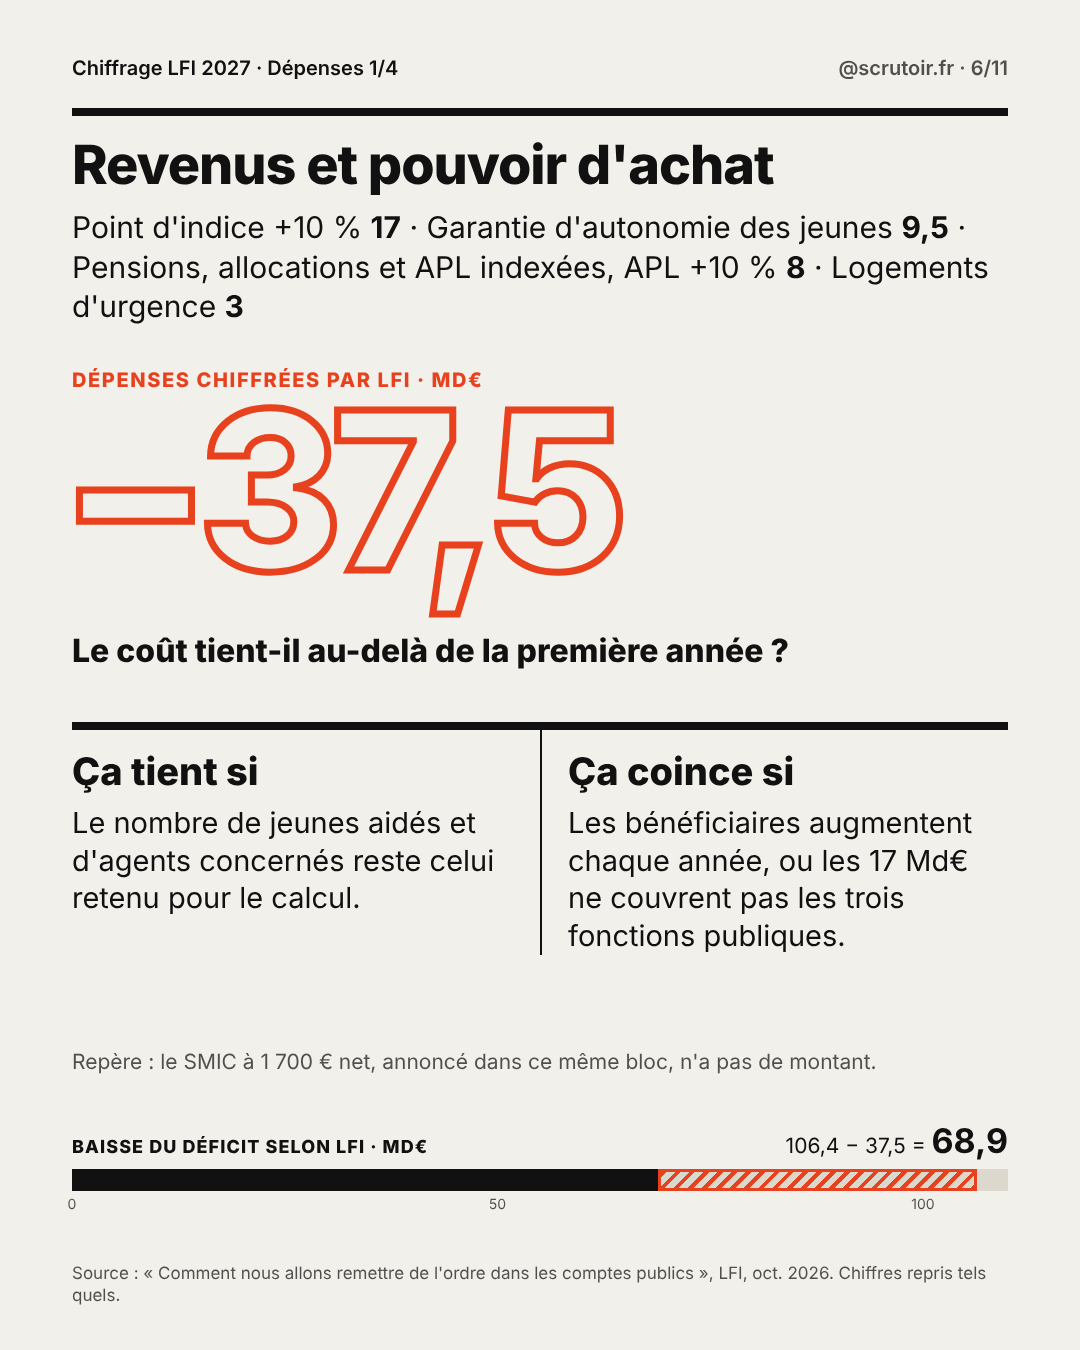 Chiffrage LFI 2027 · Dépenses 1/4
@scrutoir.fr · 6/11
Revenus et pouvoir d'achat
Point d'indice +10 % 17 · Garantie d'autonomie des jeunes 9,5 ·
Pensions, allocations et APL indexées, APL +10 % 8 · Logements
d'urgence 3
DÉPENSES CHIFFRÉES PAR LFI · MD€
−37,5
Le coût tient-il au-delà de la première année ?
Ça tient si
Le nombre de jeunes aidés et
d'agents concernés reste celui
retenu pour le calcul.
Ça coince si
Les bénéficiaires augmentent
chaque année, ou les 17 Md€
ne couvrent pas les trois
fonctions publiques.
Repère : le SMIC à 1 700 € net, annoncé dans ce même bloc, n'a pas de montant.
BAISSE DU DÉFICIT SELON LFI · MD€
106,4 − 37,5 = 68,9
0 50 100
Source : « Comment nous allons remettre de l'ordre dans les comptes publics », LFI, oct. 2026. Chiffres repris tels
quels.